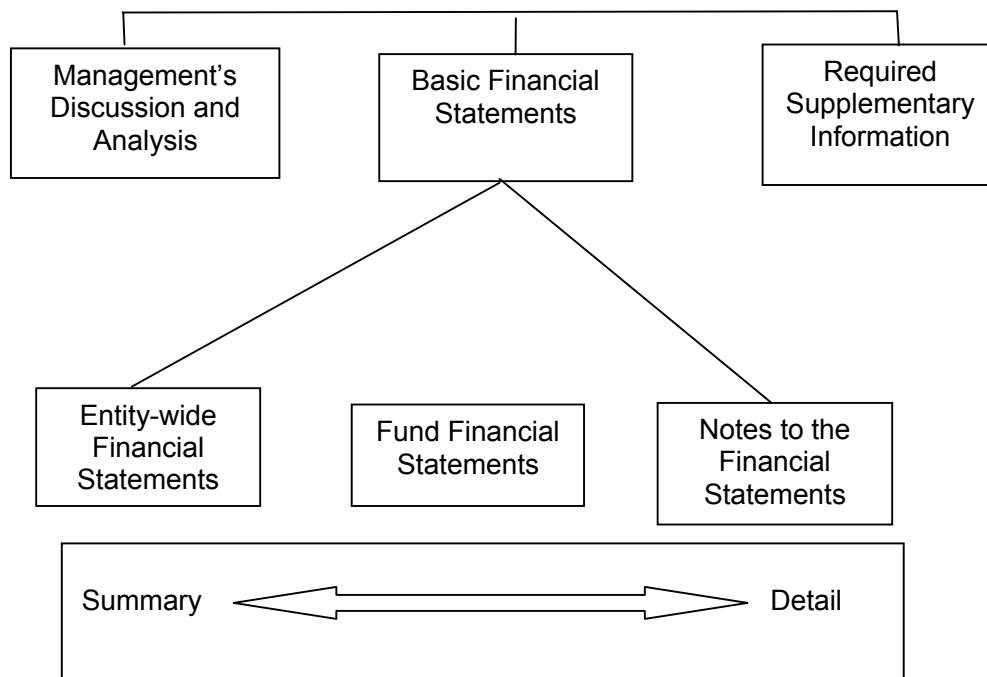 Management’s
Discussion and
Analysis
Basic Financial
Statements
Required
Supplementary
Information
Entity-wide
Financial
Statements
Fund Financial
Statements
Notes to the
Financial
Statements
Summary
Detail